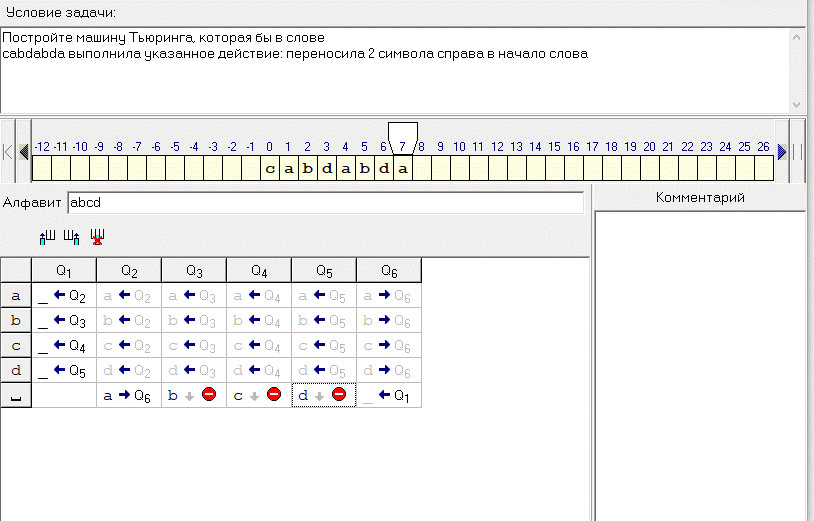 Условие задачи:
Постройте машину Тьюринга, которая бы в слове
cabdabda выполнила указанное действие: переносила 2 символа справа в начало слова
-12 -11 -10 -9 -8 -7 -6 -5 -4 -3 -2 -1 0 1 2 3 4 5 6 7 8 9 10 11 12 13 14 15 16 17 18 19 20 21 22 23 24 25 26
c a b d a b d a
Алфавит abcd
Комментарий
Q1 Q2 Q3 Q4 Q5 Q6
a _ ← Q2 a ← Q2 a ← Q3 a ← Q4 a ← Q5 a → Q6
b _ ← Q3 b ← Q2 b ← Q3 b ← Q4 b ← Q5 b → Q6
c _ ← Q4 c ← Q2 c ← Q3 c ← Q4 c ← Q5 c → Q6
d _ ← Q5 d ← Q2 d ← Q3 d ← Q4 d ← Q5 d → Q6
␣ a → Q6 b ↓ c ↓ d ↓ _ ← Q1